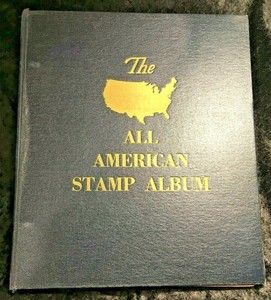 The
ALL
AMERICAN
STAMP ALBUM